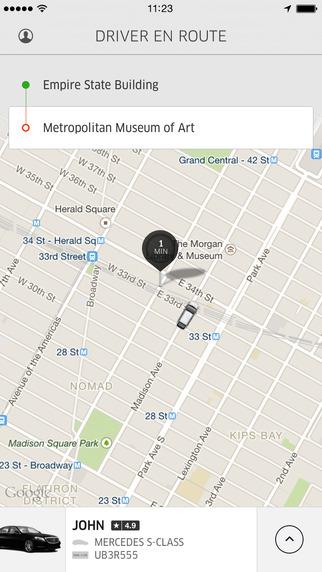 11:23
DRIVER EN ROUTE
Empire State Building
Metropolitan Museum of Art
W 38th St
Grand Central - 42 St M
W 37th St
W 36th St
W 35th St
Herald Square
M
34 St - Herald Sq M
33rd Street
1
MIN
The Morgan
& Museum
7th Ave
Broadway
W 33rd St
E 34th St
E 33rd
Park Ave
W 30th St
33 St M
Avenue of the Americas
28 St M
Madison Ave
NOMAD
28 St M
Madison Square Park
Park Ave S
Lexington Ave
KIPS BAY
23 St - Broadway M
2nd Ave
Google
FLATIRON
DISTRICT
23 St M
JOHN ★ 4.9
MERCEDES S-CLASS
UB3R555